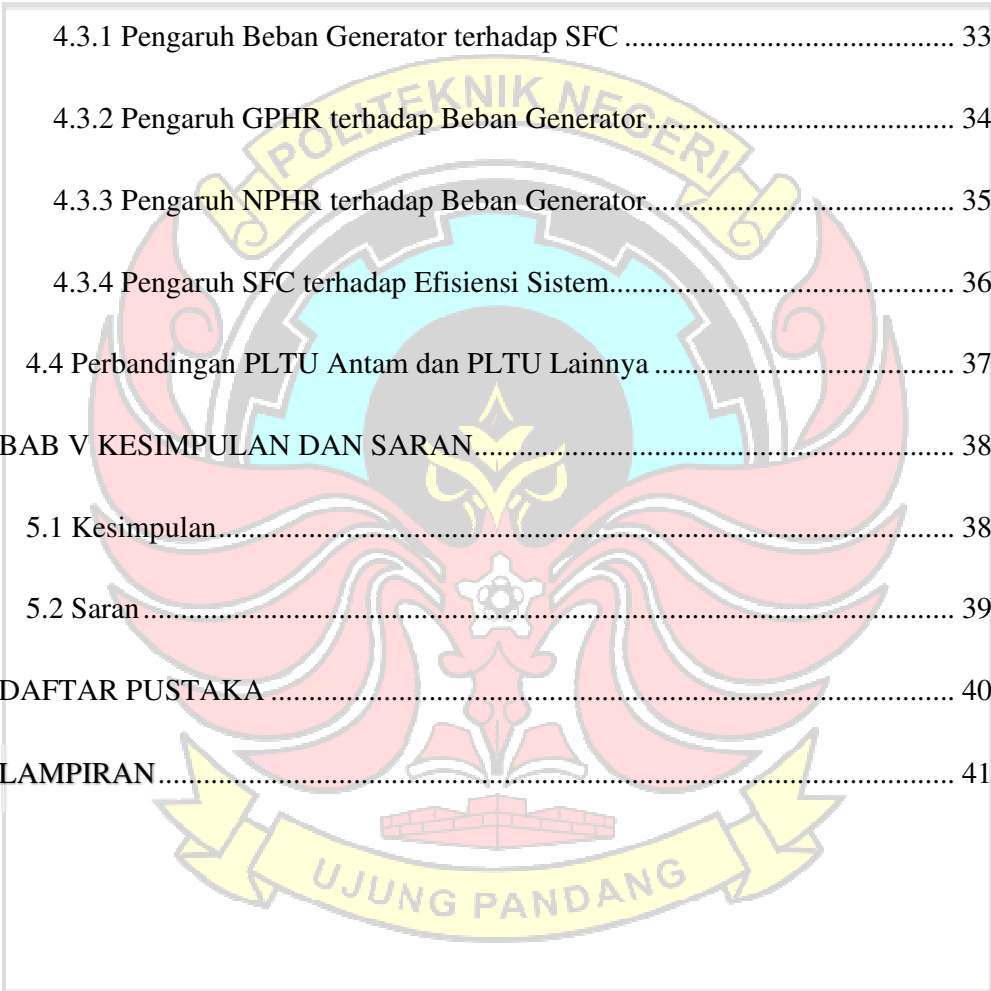 4.3.1 Pengaruh Beban Generator terhadap SFC ........................................ 33
4.3.2 Pengaruh GPHR terhadap Beban Generator..................................... 34
4.3.3 Pengaruh NPHR terhadap Beban Generator..................................... 35
4.3.4 Pengaruh SFC terhadap Efisiensi Sistem.......................................... 36
4.4 Perbandingan PLTU Antam dan PLTU Lainnya ..................................... 37
BAB V KESIMPULAN DAN SARAN............................................................ 38
5.1 Kesimpulan............................................................................................ 38
5.2 Saran...................................................................................................... 39
DAFTAR PUSTAKA ..................................................................................... 40
LAMPIRAN.................................................................................................... 41
POLITEKNIK NEGERI
UJUNG PANDANG